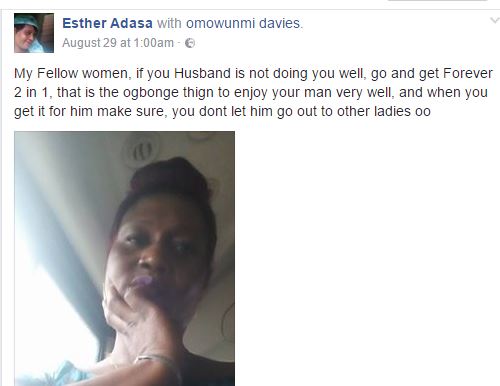 Esther Adasa with omowunmi davies.
August 29 at 1:00am ·
My Fellow women, if you Husband is not doing you well, go and get Forever
2 in 1, that is the ogbonge thign to enjoy your man very well, and when you
get it for him make sure, you dont let him go out to other ladies oo